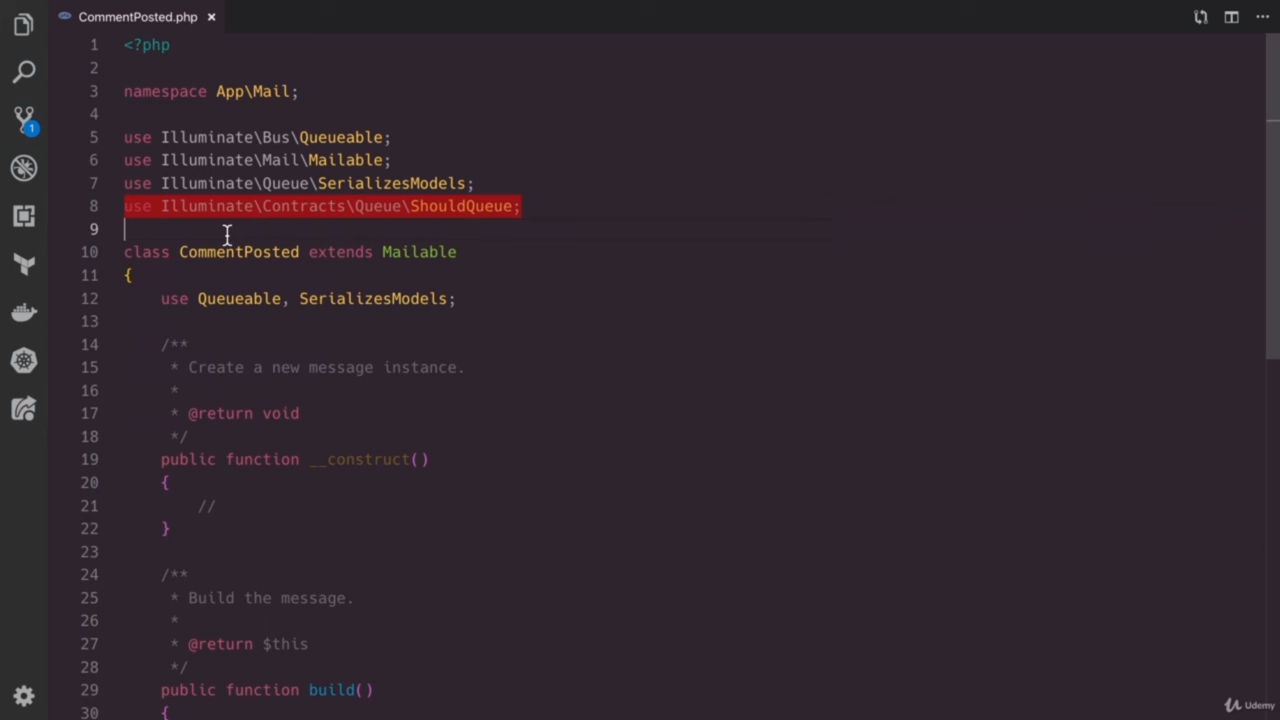 CommentPosted.php ×
1 <?php
2
3 namespace App\Mail;
4
5 use Illuminate\Bus\Queueable;
6 use Illuminate\Mail\Mailable;
7 use Illuminate\Queue\SerializesModels;
8 use Illuminate\Contracts\Queue\ShouldQueue;
9
10 class CommentPosted extends Mailable
11 {
12     use Queueable, SerializesModels;
13
14     /**
15      * Create a new message instance.
16      *
17      * @return void
18      */
19     public function __construct()
20     {
21         //
22     }
23
24     /**
25      * Build the message.
26      *
27      * @return $this
28      */
29     public function build()
30     {
1
Udemy